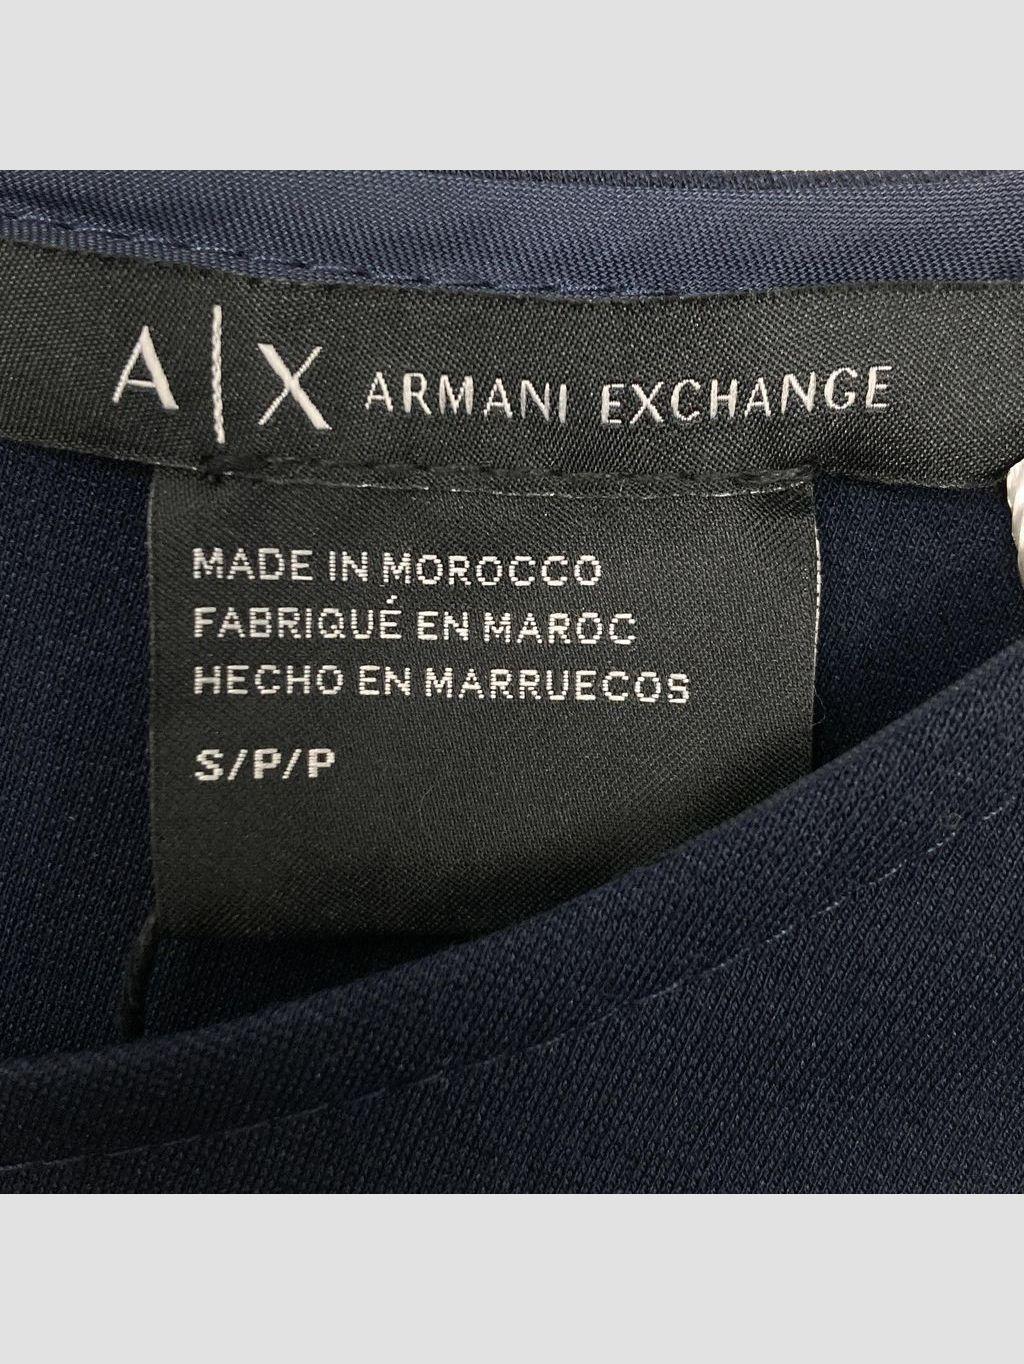 A|X ARMANI EXCHANGE
MADE IN MOROCCO
FABRIQUÉ EN MAROC
HECHO EN MARRUECOS
S/P/P